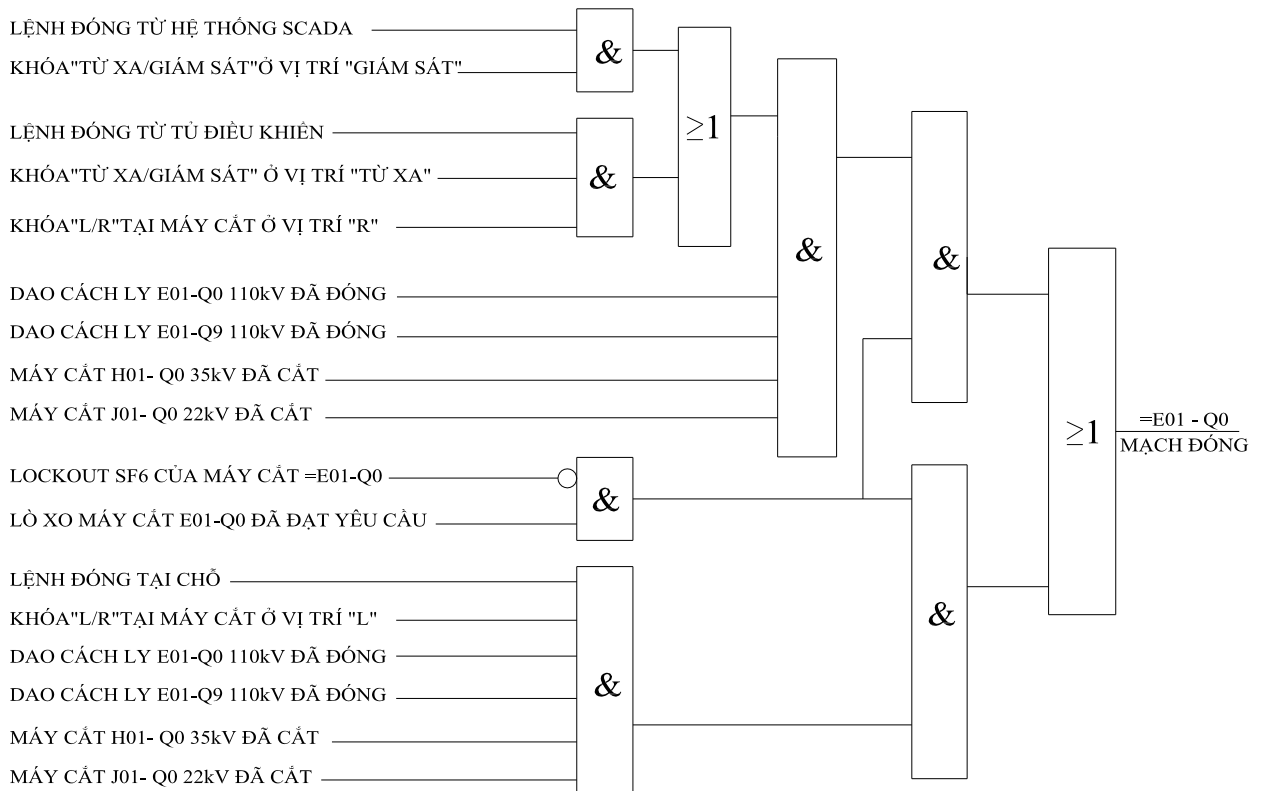 LỆNH ĐÓNG TỪ HỆ THỐNG SCADA
KHÓA"TỪ XA/GIÁM SÁT"Ở VỊ TRÍ "GIÁM SÁT"
&
LỆNH ĐÓNG TỪ TỦ ĐIỀU KHIỂN
KHÓA"TỪ XA/GIÁM SÁT" Ở VỊ TRÍ "TỪ XA"
KHÓA"L/R"TẠI MÁY CẮT Ở VỊ TRÍ "R"
&
≥1
DAO CÁCH LY E01-Q0 110kV ĐÃ ĐÓNG
DAO CÁCH LY E01-Q9 110kV ĐÃ ĐÓNG
MÁY CẮT H01- Q0 35kV ĐÃ CẮT
MÁY CẮT J01- Q0 22kV ĐÃ CẮT
&
&
LOCKOUT SF6 CỦA MÁY CẮT =E01-Q0
LÒ XO MÁY CẮT E01-Q0 ĐÃ ĐẠT YÊU CẦU
&
LỆNH ĐÓNG TẠI CHỖ
KHÓA"L/R"TẠI MÁY CẮT Ở VỊ TRÍ "L"
DAO CÁCH LY E01-Q0 110kV ĐÃ ĐÓNG
DAO CÁCH LY E01-Q9 110kV ĐÃ ĐÓNG
MÁY CẮT H01- Q0 35kV ĐÃ CẮT
MÁY CẮT J01- Q0 22kV ĐÃ CẮT
&
&
≥1
=E01 - Q0
MẠCH ĐÓNG